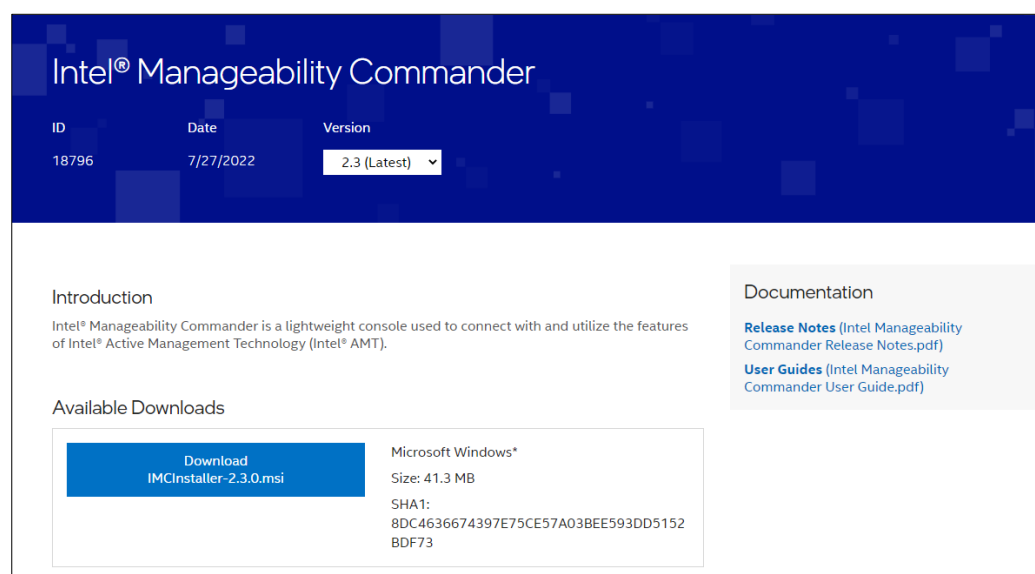 Intel® Manageability Commander
ID Date Version
18796 7/27/2022 2.3 (Latest)
Introduction
Intel® Manageability Commander is a lightweight console used to connect with and utilize the features
of Intel® Active Management Technology (Intel® AMT).
Available Downloads
Download
IMCInstaller-2.3.0.msi
Microsoft Windows*
Size: 41.3 MB
SHA1:
8DC4636674397E75CE57A03BEE593DD5152
BDF73
Documentation
Release Notes (Intel Manageability
Commander Release Notes.pdf)
User Guides (Intel Manageability
Commander User Guide.pdf)